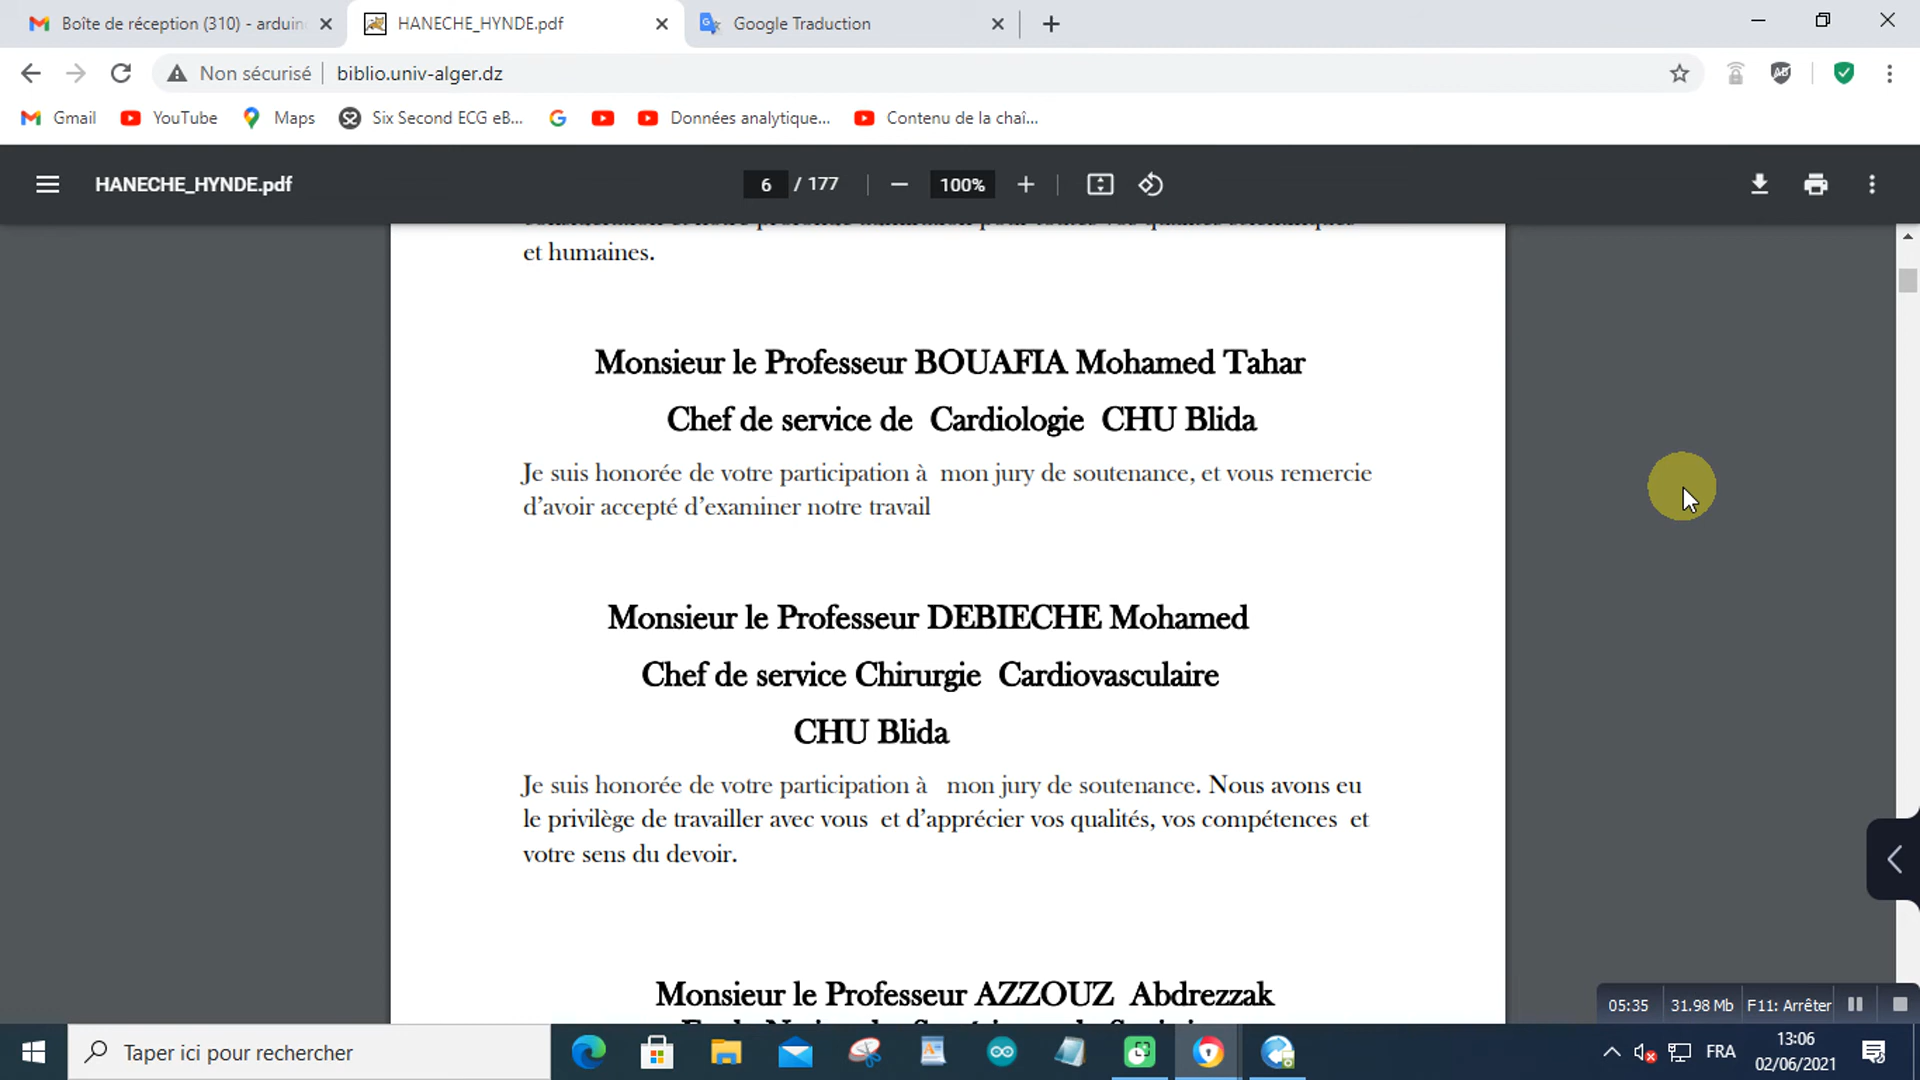 Boîte de réception (310) - arduin
HANECHE_HYNDE.pdf
Google Traduction
Non sécurisé
biblio.univ-alger.dz
Gmail
YouTube
Maps
Six Second ECG eB...
Données analytique...
Contenu de la chaî...
HANECHE_HYNDE.pdf
6 / 177
100%
et humaines.
Monsieur le Professeur BOUAFIA Mohamed Tahar
Chef de service de Cardiologie CHU Blida
Je suis honorée de votre participation à mon jury de soutenance, et vous remercie
d’avoir accepté d’examiner notre travail
Monsieur le Professeur DEBIECHE Mohamed
Chef de service Chirurgie Cardiovasculaire
CHU Blida
Je suis honorée de votre participation à mon jury de soutenance. Nous avons eu
le privilège de travailler avec vous et d’apprécier vos qualités, vos compétences et
votre sens du devoir.
Monsieur le Professeur AZZOUZ Abdrezzak
05:35
31.98 Mb
F11: Arrêter
Taper ici pour rechercher
FRA
13:06
02/06/2021